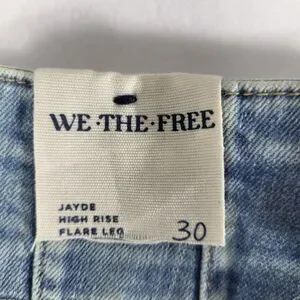 WE·THE·FREE
JAYDE
HIGH RISE
FLARE LEG
30